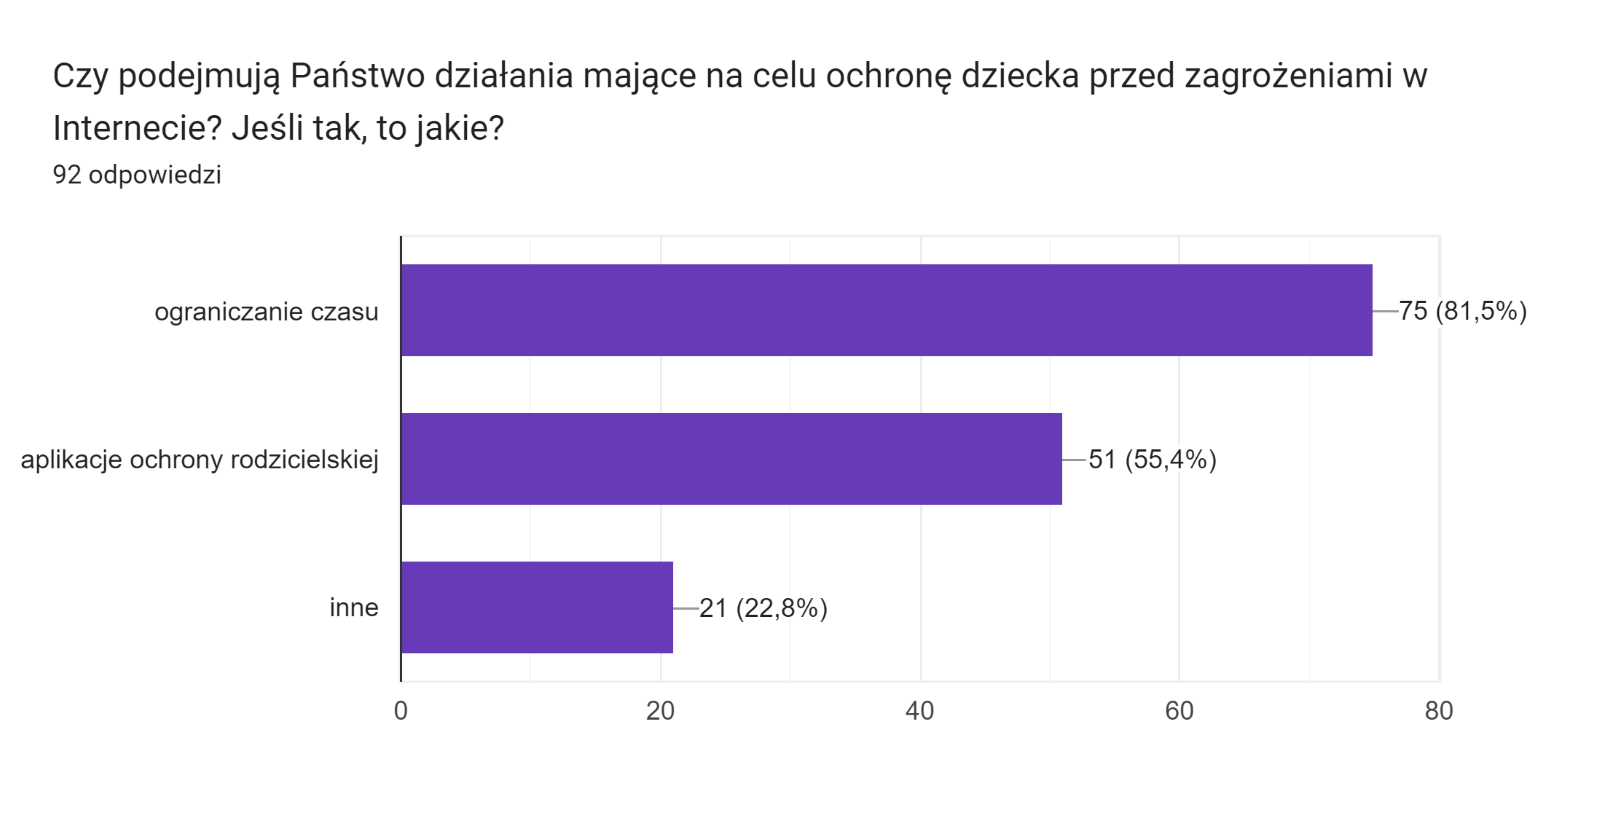 Czy podejmują Państwo działania mające na celu ochronę dziecka przed zagrożeniami w
Internecie? Jeśli tak, to jakie?
92 odpowiedzi
ograniczanie czasu
75 (81,5%)
aplikacje ochrony rodzicielskiej
51 (55,4%)
inne
21 (22,8%)
0 20 40 60 80